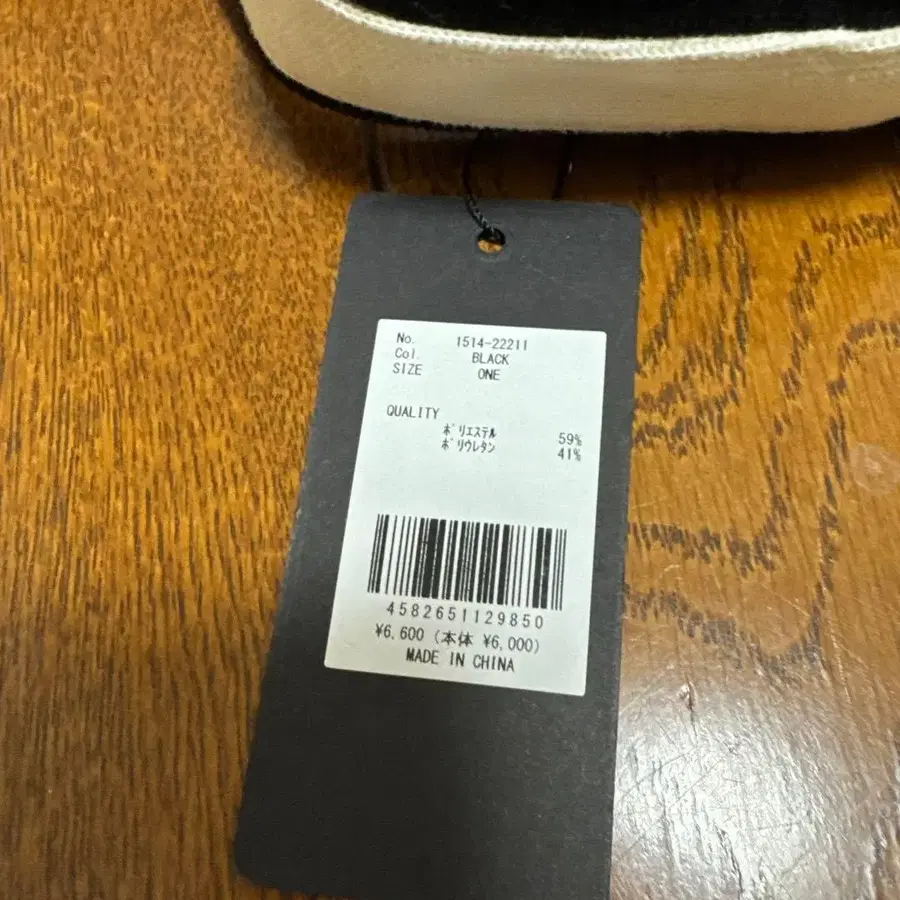 No. 1514-22211
Col. BLACK
SIZE ONE
QUALITY
ﾎﾟﾘｴｽﾃﾙ 59%
ﾎﾟﾘｳﾚﾀﾝ 41%
4582651129850
¥6,600 (本体 ¥6,000)
MADE IN CHINA